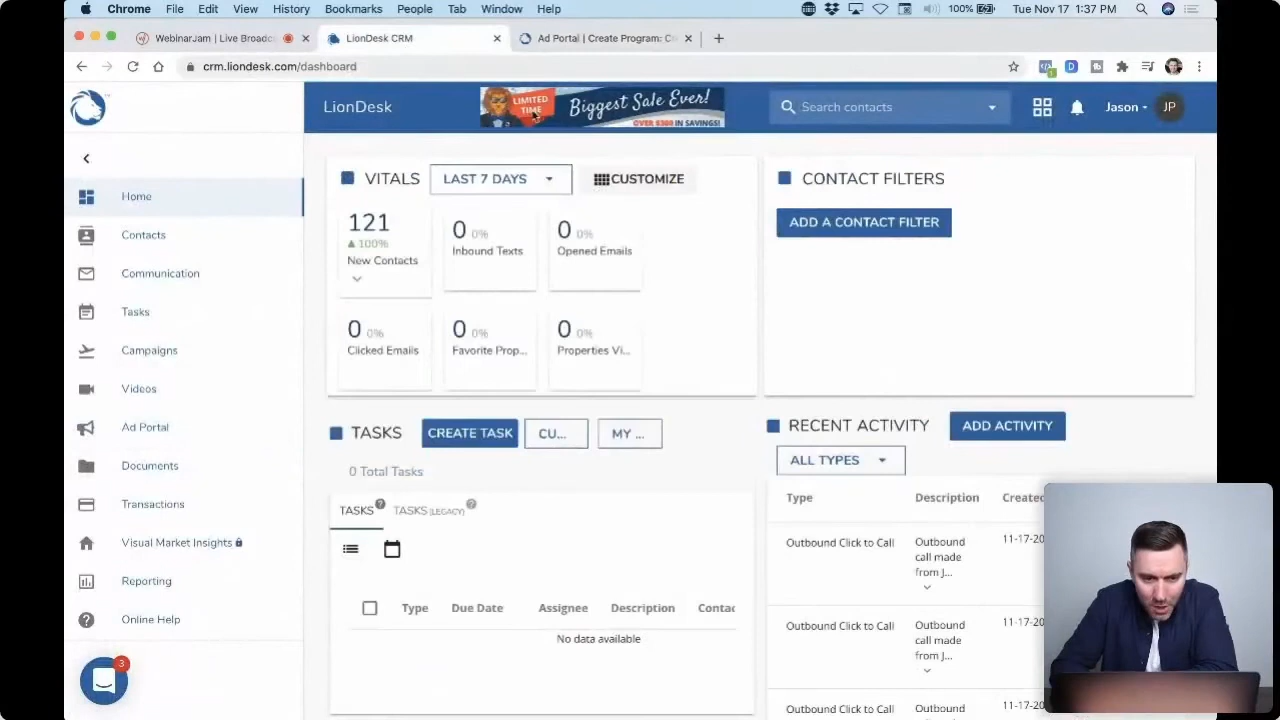 Chrome File Edit View History Bookmarks People Tab Window Help 100% Tue Nov 17 1:37 PM
WebinarJam | Live Broadc LionDesk CRM Ad Portal | Create Program: C
crm.liondesk.com/dashboard
LionDesk
LIMITED TIME
Biggest Sale Ever!
OVER $300 IN SAVINGS!
Search contacts
Jason JP
Home
Contacts
Communication
Tasks
Campaigns
Videos
Ad Portal
Documents
Transactions
Visual Market Insights
Reporting
Online Help
3
VITALS LAST 7 DAYS CUSTOMIZE
121
100%
New Contacts
0 0%
Inbound Texts
0 0%
Opened Emails
0 0%
Clicked Emails
0 0%
Favorite Prop...
0 0%
Properties Vi...
CONTACT FILTERS
ADD A CONTACT FILTER
TASKS CREATE TASK CU... MY ...
0 Total Tasks
TASKS ? TASKS (LEGACY) ?
Type Due Date Assignee Description Contac
No data available
RECENT ACTIVITY ADD ACTIVITY
ALL TYPES
Type Description Created
Outbound Click to Call
Outbound
call made
from J...
11-17-20
Outbound Click to Call
Outbound
call made
from J...
11-17-20
Outbound Click to Call
Outbound
11-17-20